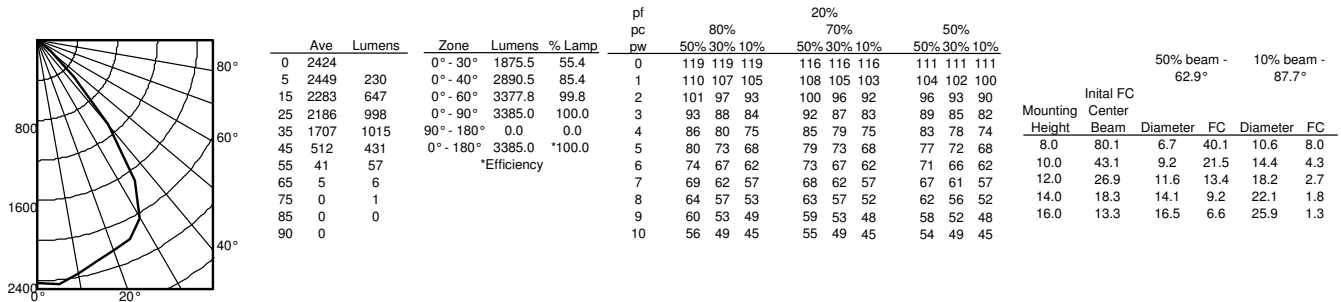 80°
60°
40°
20°
0°
800
1600
2400
Ave Lumens
0 2424
5 2449 230
15 2283 647
25 2186 998
35 1707 1015
45 512 431
55 41 57
65 5 6
75 0 1
85 0 0
90 0
Zone Lumens % Lamp
0° - 30° 1875.5 55.4
0° - 40° 2890.5 85.4
0° - 60° 3377.8 99.8
0° - 90° 3385.0 100.0
90° - 180° 0.0 0.0
0° - 180° 3385.0 *100.0
*Efficiency
pf 20%
pc 80% 70% 50%
pw 50% 30% 10% 50% 30% 10% 50% 30% 10%
0 119 119 119 116 116 116 111 111 111
1 110 107 105 108 105 103 104 102 100
2 101 97 93 100 96 92 96 93 90
3 93 88 84 92 87 83 89 85 82
4 86 80 75 85 79 75 83 78 74
5 80 73 68 79 73 68 77 72 68
6 74 67 62 73 67 62 71 66 62
7 69 62 57 68 62 57 67 61 57
8 64 57 53 63 57 52 62 56 52
9 60 53 49 59 53 48 58 52 48
10 56 49 45 55 49 45 54 49 45
50% beam - 10% beam -
62.9° 87.7°
Inital FC
Mounting Center
Height Beam Diameter FC Diameter FC
8.0 80.1 6.7 40.1 10.6 8.0
10.0 43.1 9.2 21.5 14.4 4.3
12.0 26.9 11.6 13.4 18.2 2.7
14.0 18.3 14.1 9.2 22.1 1.8
16.0 13.3 16.5 6.6 25.9 1.3